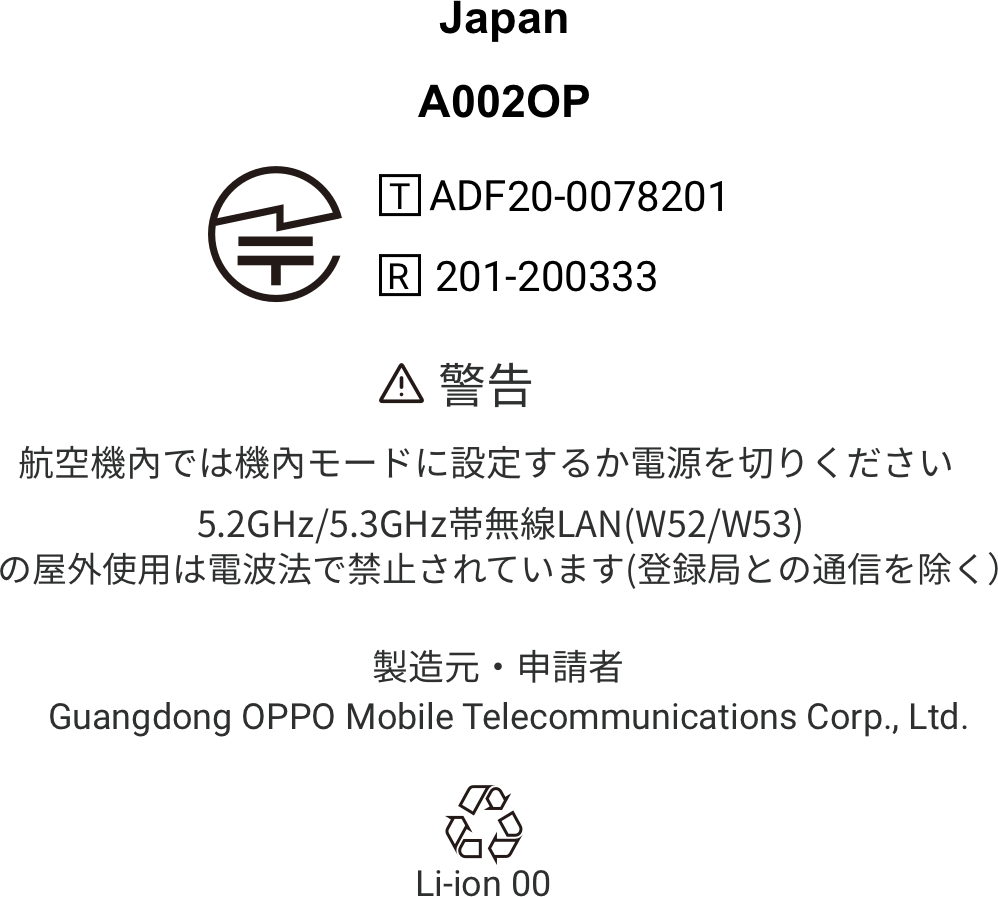 Japan
A002OP
T ADF20-0078201
R 201-200333
警告
航空機內では機內モードに設定するか電源を切りください
5.2GHz/5.3GHz帯無線LAN(W52/W53)
の屋外使用は電波法で禁止されています(登録局との通信を除く）
製造元・申請者
Guangdong OPPO Mobile Telecommunications Corp., Ltd.
Li-ion 00